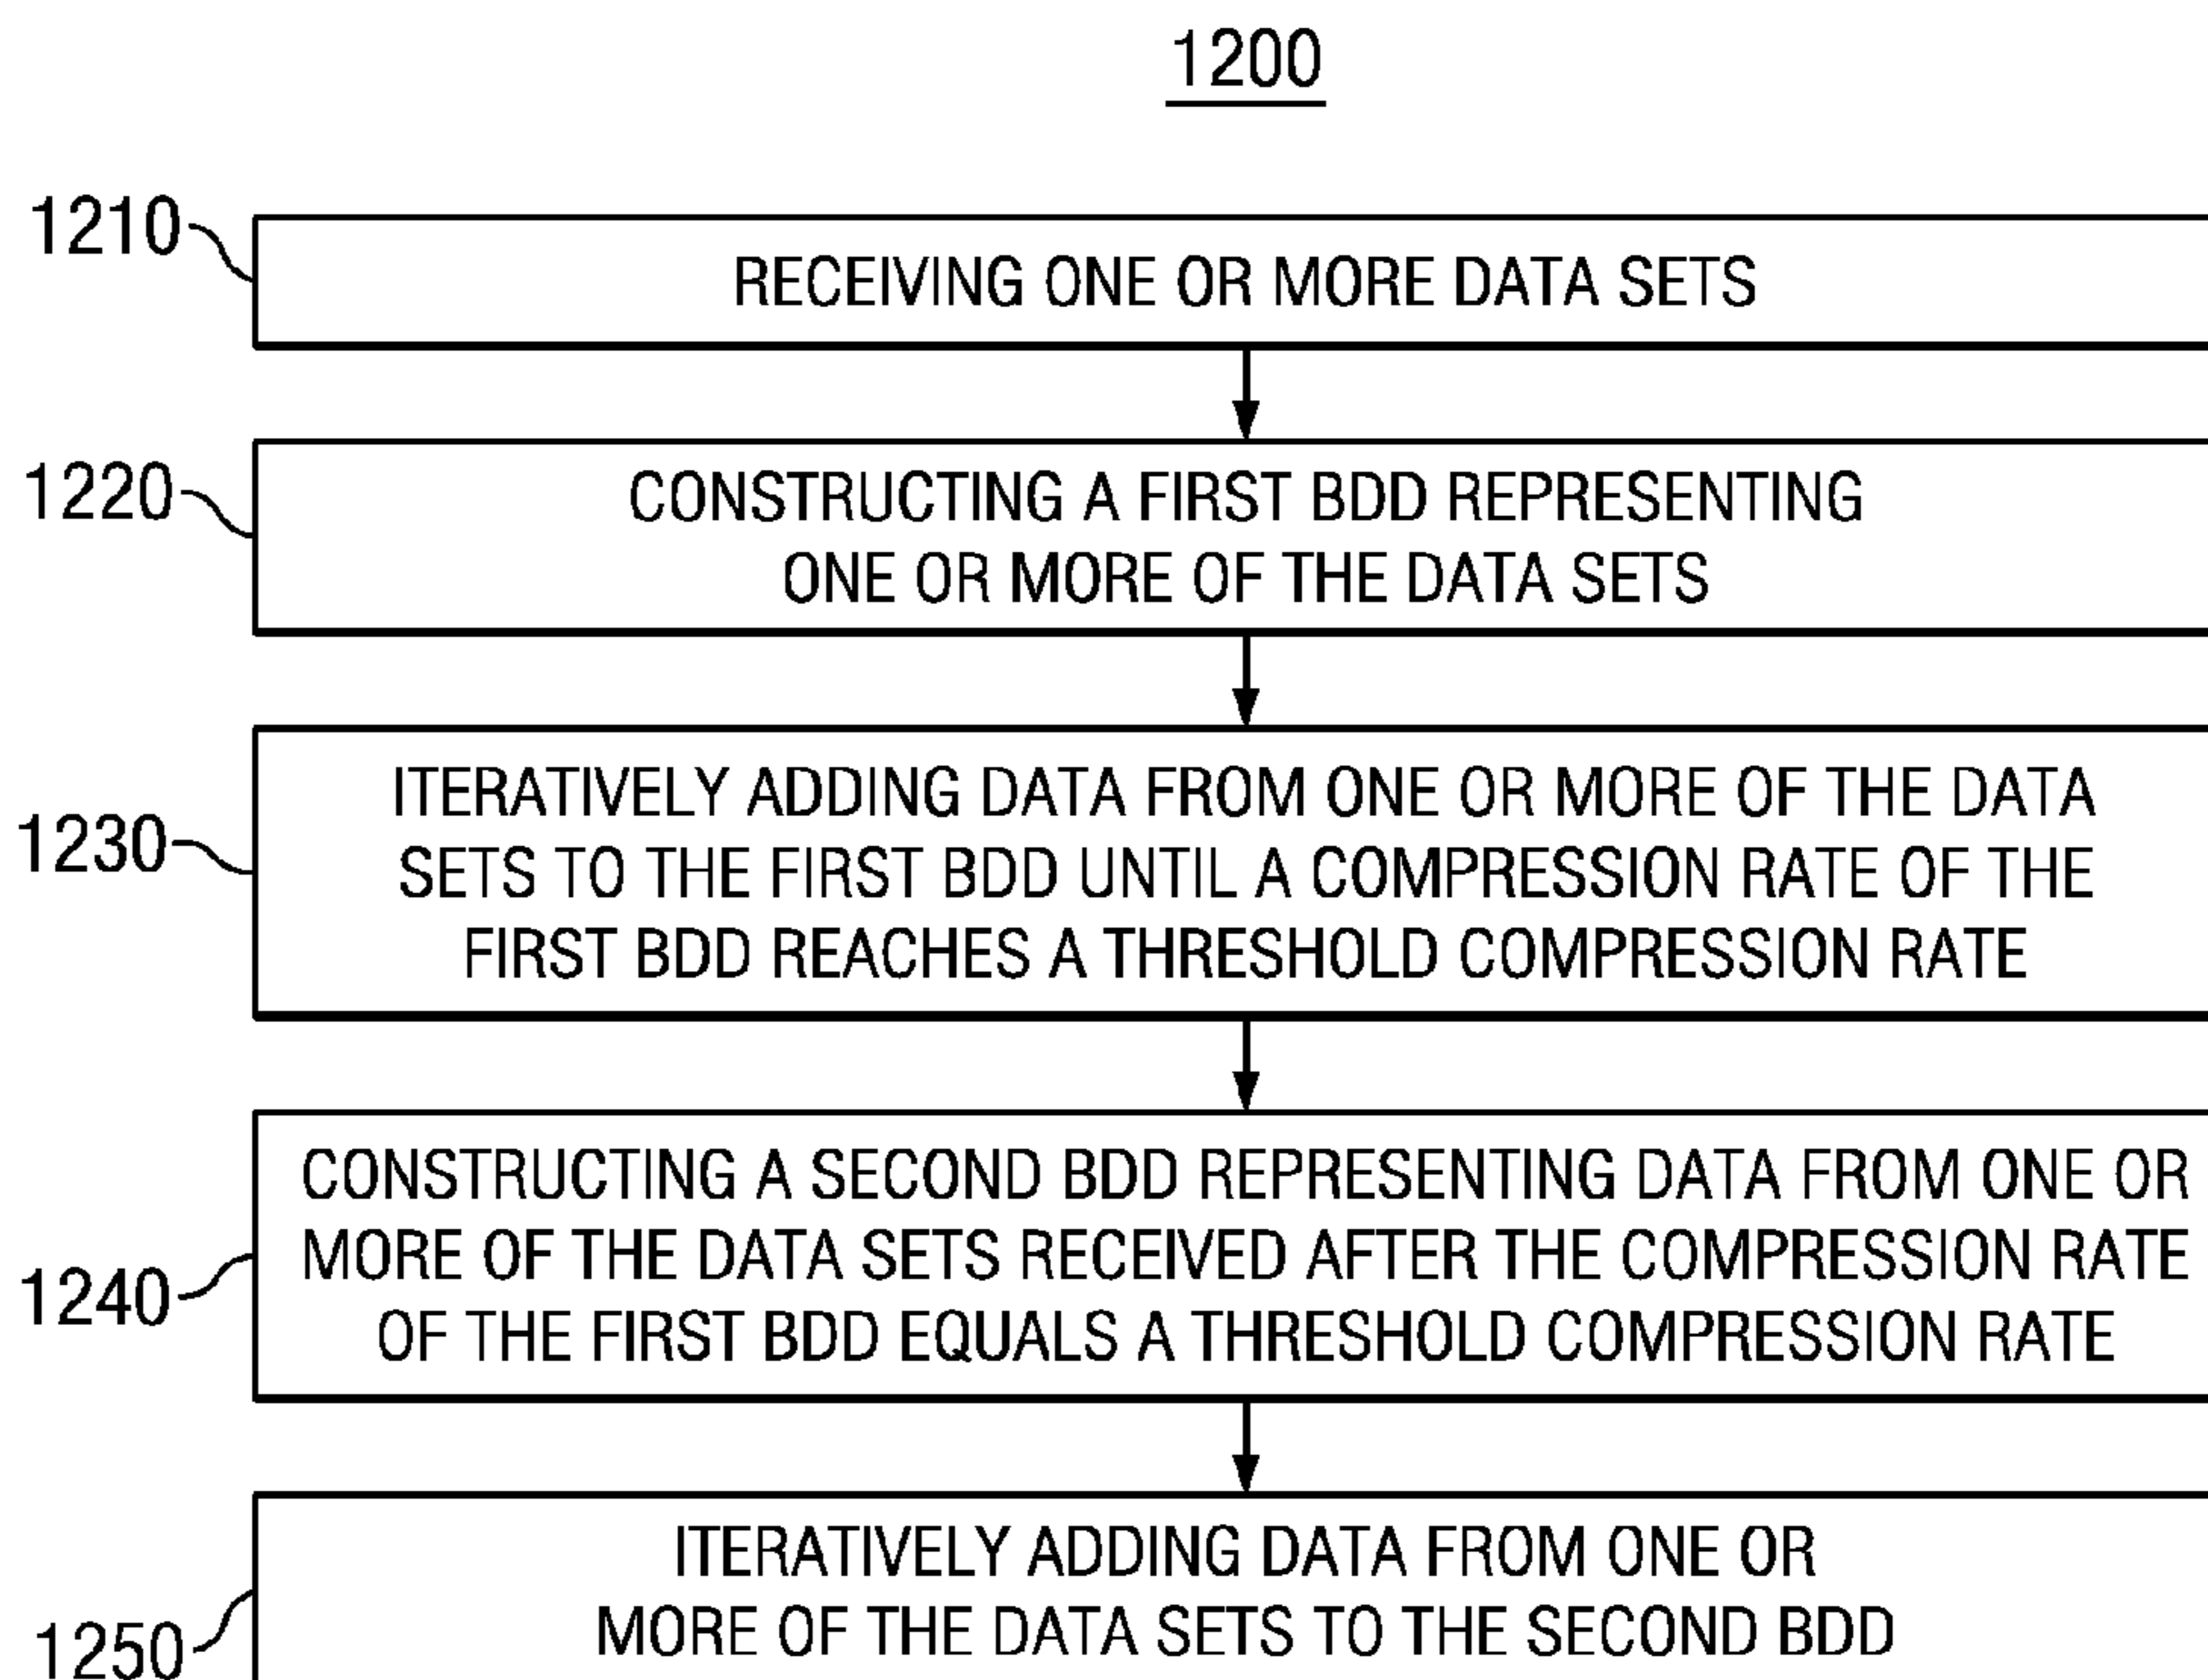 1200
1210
RECEIVING ONE OR MORE DATA SETS
1220
CONSTRUCTING A FIRST BDD REPRESENTING
ONE OR MORE OF THE DATA SETS
1230
ITERATIVELY ADDING DATA FROM ONE OR MORE OF THE DATA
SETS TO THE FIRST BDD UNTIL A COMPRESSION RATE OF THE
FIRST BDD REACHES A THRESHOLD COMPRESSION RATE
1240
CONSTRUCTING A SECOND BDD REPRESENTING DATA FROM ONE OR
MORE OF THE DATA SETS RECEIVED AFTER THE COMPRESSION RATE
OF THE FIRST BDD EQUALS A THRESHOLD COMPRESSION RATE
1250
ITERATIVELY ADDING DATA FROM ONE OR
MORE OF THE DATA SETS TO THE SECOND BDD